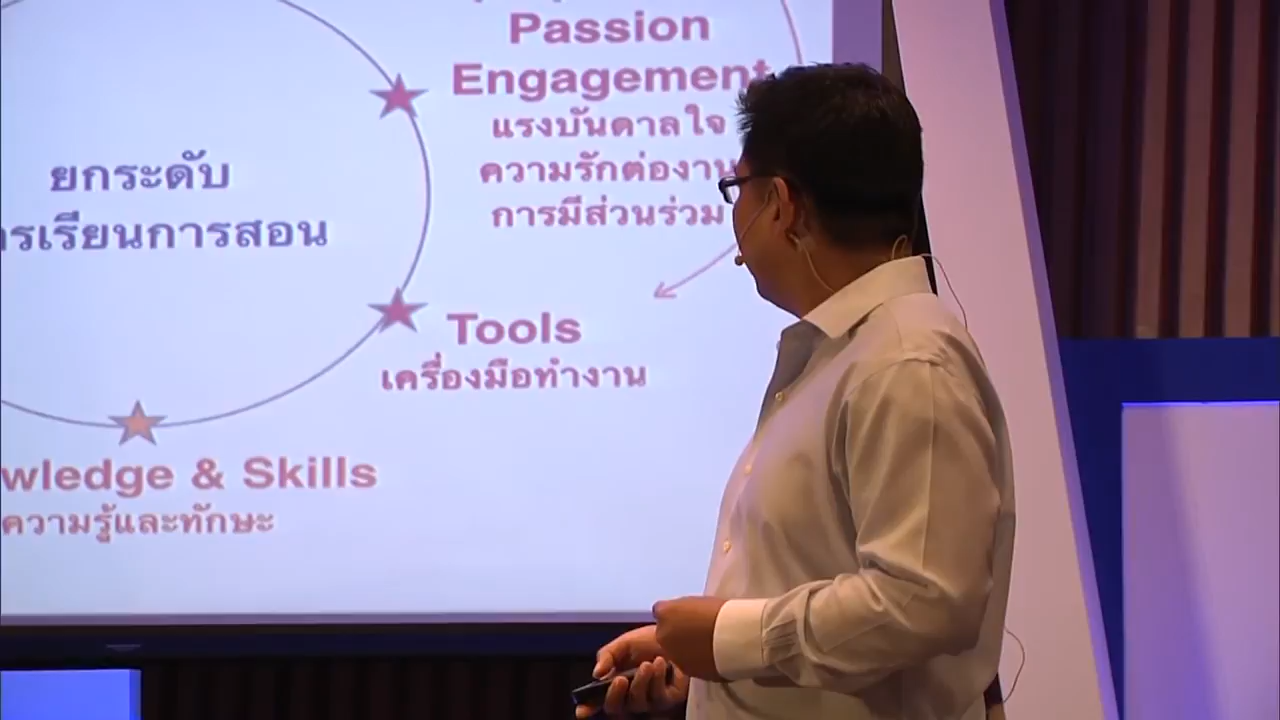 Passion
Engagement
แรงบันดาลใจ
ความรักต่องาน
การมีส่วนร่วม
ยกระดับ
ารเรียนการสอน
Tools
เครื่องมือทำงาน
wledge & Skills
ความรู้และทักษะ